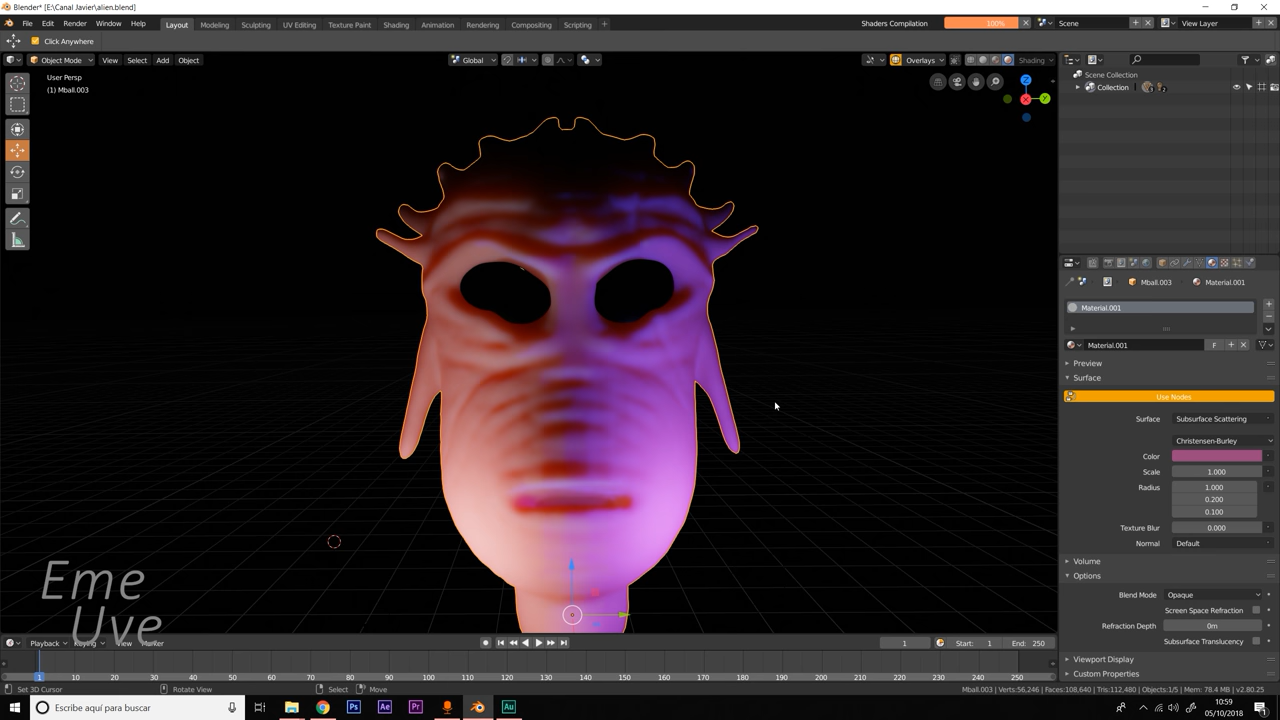 Blender* [E:\Canal Javier\alien.blend]
File Edit Render Window Help Layout Modeling Sculpting UV Editing Texture Paint Shading Animation Rendering Compositing Scripting + Shaders Compilation 100% Scene View Layer
Click Anywhere
Object Mode View Select Add Object Global Overlays Shading
User Persp
(1) Mball.003
Z
X
Y
Scene Collection
Collection
Mball.003 Material.001
Material.001
Material.001 F
Preview
Surface
Use Nodes
Surface Subsurface Scattering
Christensen-Burley
Color
Scale 1.000
Radius 1.000
0.200
0.100
Texture Blur 0.000
Normal Default
Volume
Options
Blend Mode Opaque
Screen Space Refraction
Refraction Depth 0m
Subsurface Translucency
Viewport Display
Custom Properties
Eme
Uve
Playback Keying View Marker 1 Start: 1 End: 250
1 10 20 30 40 50 60 70 80 90 100 110 120 130 140 150 160 170 180 190 200 210 220 230 240 250
Set 3D Cursor Rotate View Select Move Mball.003 | Verts:56,246 | Faces:108,640 | Tris:112,480 | Objects:1/5 | Mem: 78.4 MB | v2.80.25
Escribe aquí para buscar Ps Ae Pr Au
10:59
05/10/2018